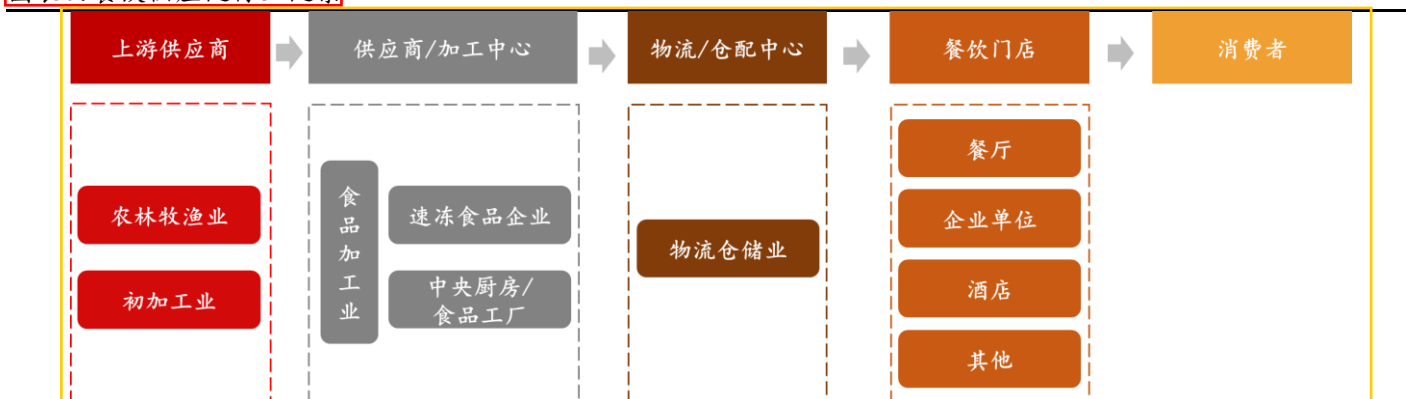 上游供应商
供应商/加工中心
物流/仓配中心
餐饮门店
消费者
农林牧渔业
初加工业
食品加工业
速冻食品企业
中央厨房/
食品工厂
物流仓储业
餐厅
企业单位
酒店
其他